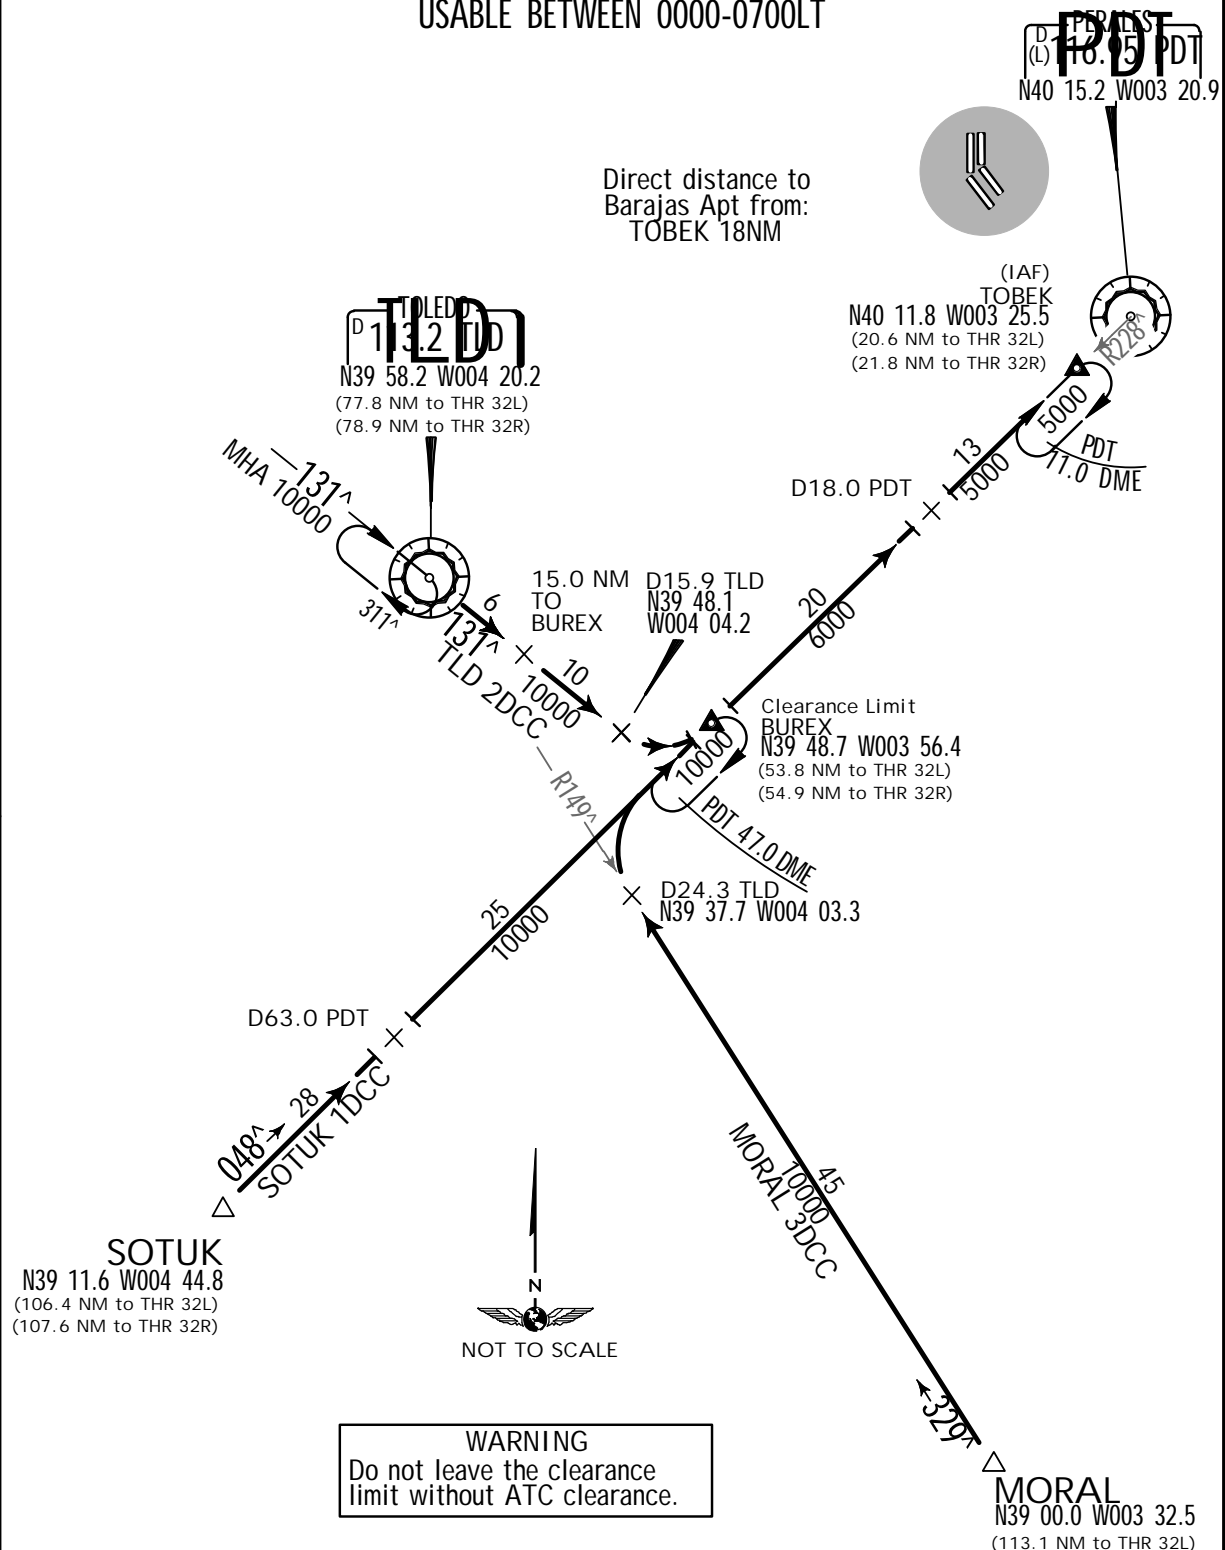 USABLE BETWEEN 0000-0700LT
PERALES
D
(L) 116.95 PDT
PDT
N40 15.2 W003 20.9
Direct distance to
Barajas Apt from:
TOBEK 18NM
(IAF)
TOBEK
N40 11.8 W003 25.5
(20.6 NM to THR 32L)
(21.8 NM to THR 32R)
R228^
TOLEDO
D 113.2 TLD
TLD
N39 58.2 W004 20.2
(77.8 NM to THR 32L)
(78.9 NM to THR 32R)
5000
PDT
11.0 DME
13
5000
D18.0 PDT
131^
MHA 10000
311^
6
131^
TLD 2DCC
15.0 NM
TO
BUREX
D15.9 TLD
N39 48.1
W004 04.2
10
10000
20
6000
Clearance Limit
BUREX
N39 48.7 W003 56.4
(53.8 NM to THR 32L)
(54.9 NM to THR 32R)
10000
PDT 47.0 DME
R149^
D24.3 TLD
N39 37.7 W004 03.3
25
10000
D63.0 PDT
048^
28
SOTUK 1DCC
SOTUK
N39 11.6 W004 44.8
(106.4 NM to THR 32L)
(107.6 NM to THR 32R)
45
10000
MORAL 3DCC
N
NOT TO SCALE
329^
WARNING
Do not leave the clearance
limit without ATC clearance.
MORAL
N39 00.0 W003 32.5
(113.1 NM to THR 32L)